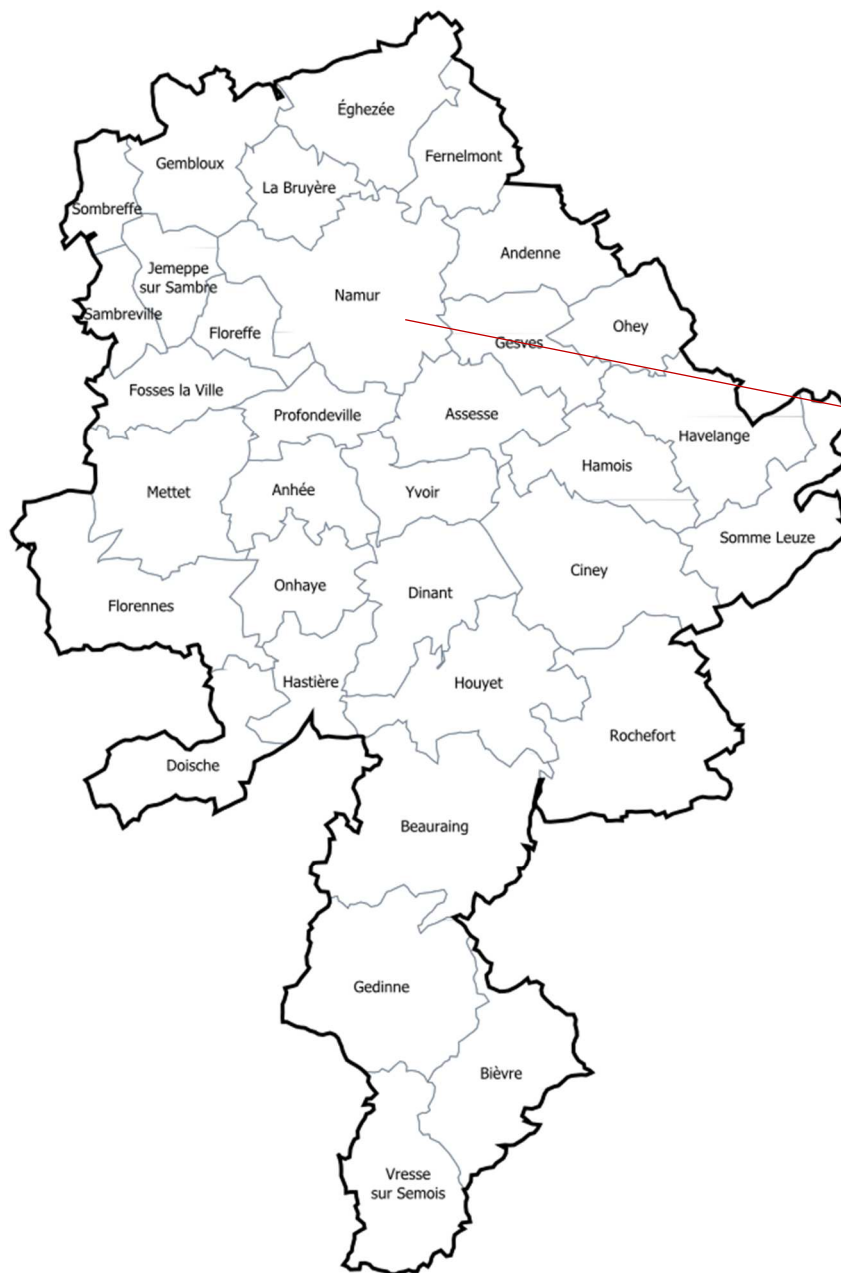 Éghezée
Gembloux
Fernelmont
La Bruyère
Sombreffe
Andenne
Jemeppe
sur Sambre
Namur
Sambreville
Floreffe
Ohey
Gesves
Fosses la Ville
Profondeville
Assesse
Havelange
Hamois
Mettet
Anhée
Yvoir
Somme Leuze
Ciney
Onhaye
Dinant
Florennes
Hastière
Houyet
Rochefort
Doische
Beauraing
Gedinne
Bièvre
Vresse
sur Semois